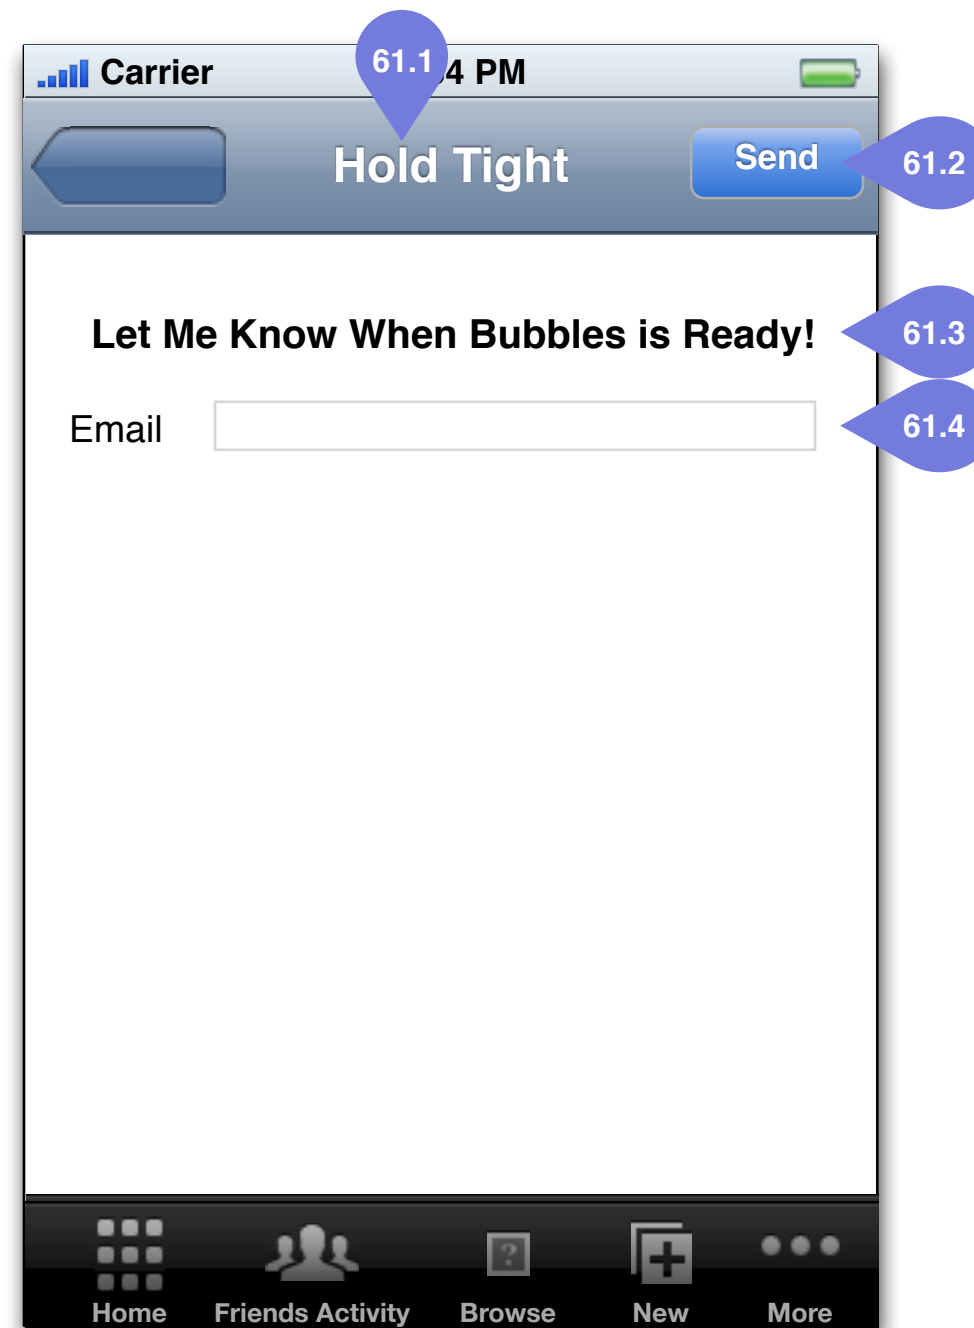 Carrier
61.1
4 PM
Hold Tight
Send
61.2
Let Me Know When Bubbles is Ready!
61.3
Email
61.4
?
Home Friends Activity Browse New More